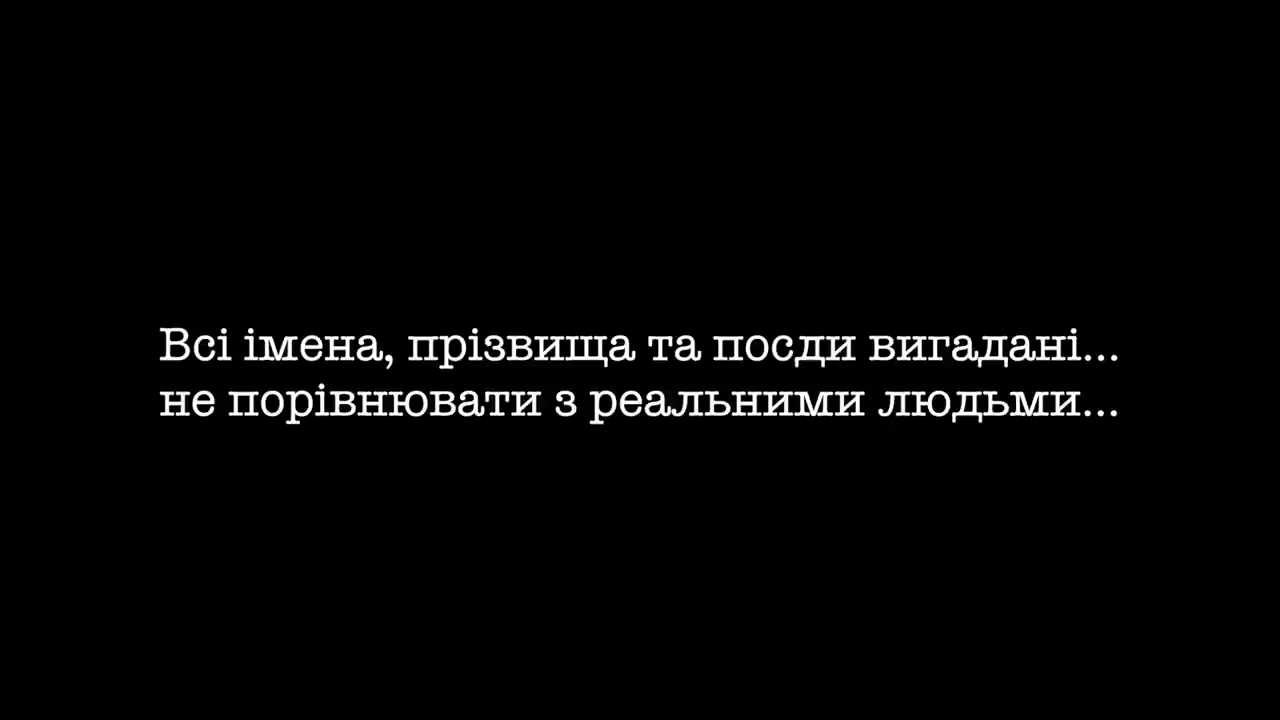 Всі імена, прізвища та посди вигадані...
не порівнювати з реальними людьми...